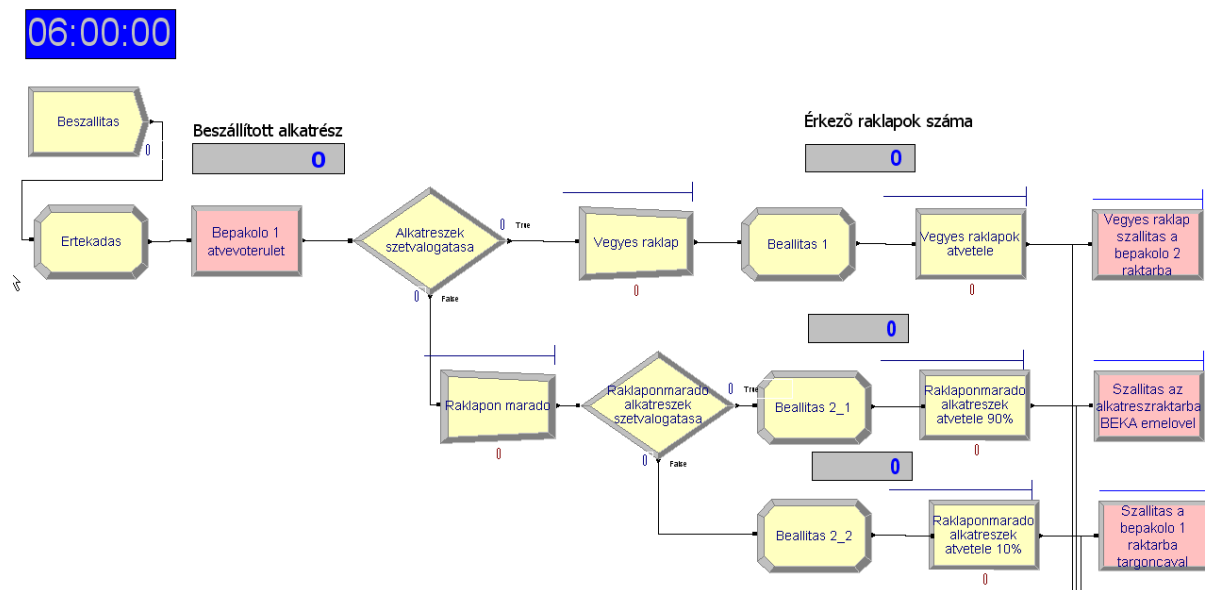 06:00:00
Beszallitas
0
Beszállított alkatrész
0
Érkező raklapok száma
0
Ertekadas
Bepakolo 1
atvevoterulet
Alkatreszek
szetvalogatasa
0
True
0
False
Vegyes raklap
0
Beallitas 1
Vegyes raklapok
atvetele
0
Vegyes raklap
szallitas a
bepakolo 2
raktarba
0
Raklapon marado
0
Raklaponmarado
alkatreszek
szetvalogatasa
0
True
0
False
Beallitas 2_1
Raklaponmarado
alkatreszek
atvetele 90%
0
Szallitas az
alkatreszraktarba
BEKA emelovel
0
Beallitas 2_2
Raklaponmarado
alkatreszek
atvetele 10%
0
Szallitas a
bepakolo 1
raktarba
targoncaval